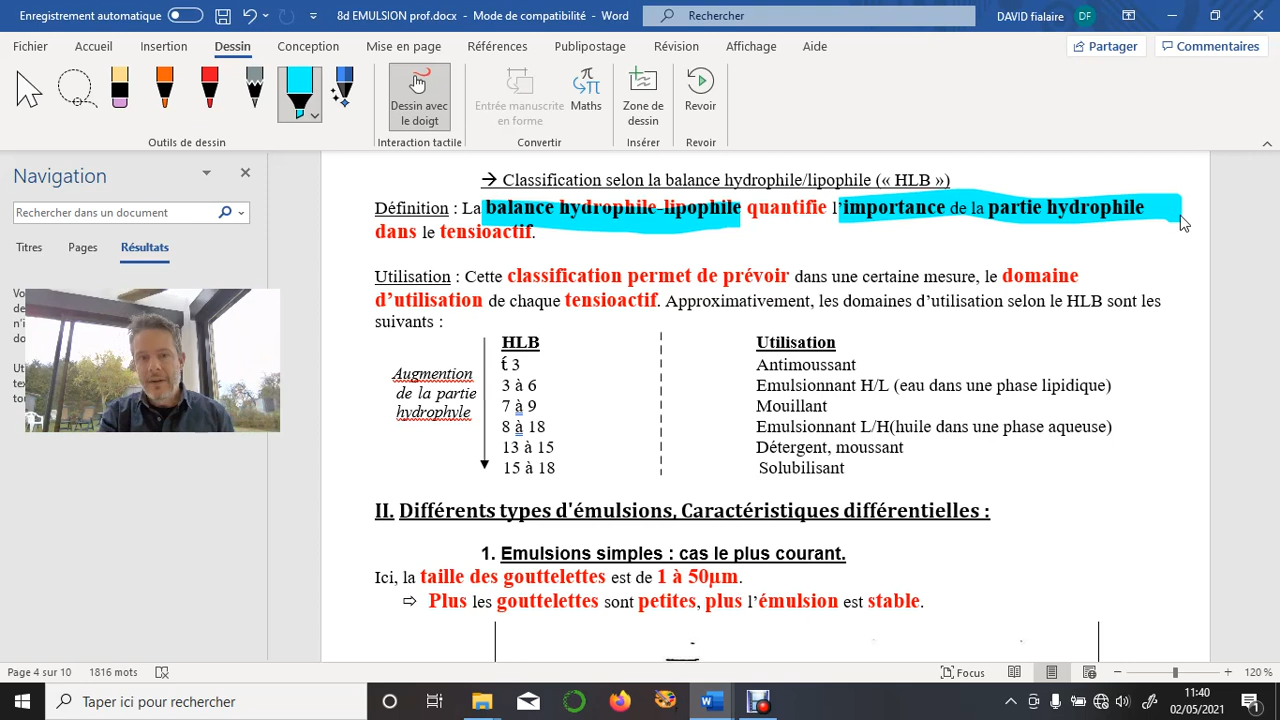 8d EMULSION prof.docx - Mode de compatibilité - Word
Rechercher
DAVID fialaire
DF
Fichier Accueil Insertion Dessin Conception Mise en page Références Publipostage Révision Affichage Aide
Partager
Commentaires
Dessin avec le doigt
Entrée manuscrite en forme
Maths
Zone de dessin
Revoir
Outils de dessin
Interaction tactile
Convertir
Insérer
Revoir
Navigation
Rechercher dans un document
Titres Pages Résultats
→ Classification selon la balance hydrophile/lipophile (« HLB »)
Définition : La balance hydrophile-lipophile quantifie l'importance de la partie hydrophile
dans le tensioactif.
Utilisation : Cette classification permet de prévoir dans une certaine mesure, le domaine
d'utilisation de chaque tensioactif. Approximativement, les domaines d'utilisation selon le HLB sont les
suivants :
Augmention
de la partie
hydrophyle
HLB Utilisation
3 Antimoussant
3 à 6 Emulsionnant H/L (eau dans une phase lipidique)
7 à 9 Mouillant
8 à 18 Emulsionnant L/H(huile dans une phase aqueuse)
13 à 15 Détergent, moussant
15 à 18 Solubilisant
II. Différents types d'émulsions, Caractéristiques différentielles :
1. Emulsions simples : cas le plus courant.
Ici, la taille des gouttelettes est de 1 à 50µm.
⇨ Plus les gouttelettes sont petites, plus l'émulsion est stable.
Page 4 sur 10 1816 mots
Focus
120 %
Taper ici pour rechercher
11:40
02/05/2021
1